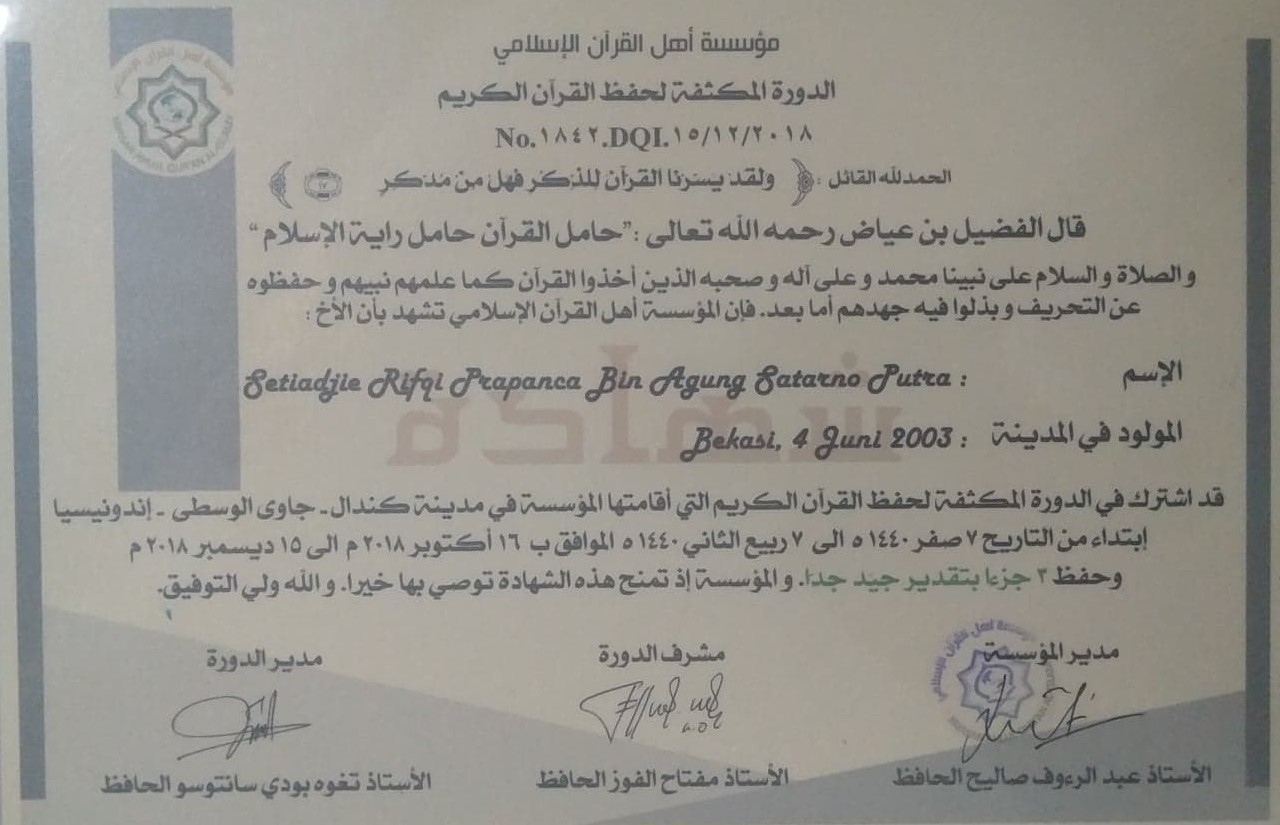 مؤسسة أهل القرآن الإسلامي
الدورة المكثفة لحفظ القرآن الكريم
No.١٨٤٢.DQI.١٥/١٢/٢٠١٨
الحمدلله القائل : ﴿ ولقد يسرنا القرآن للذكر فهل من مدكر ١٧ ﴾
قال الفضيل بن عياض رحمه الله تعالى :"حامل القرآن حامل راية الإسلام"
و الصلاة و السلام على نبينا محمد و على آله و صحبه الذين أخذوا القرآن كما علمهم نبيهم و حفظوه
عن التحريف و بذلوا فيه جهدهم أما بعد. فإن المؤسسة أهل القرآن الإسلامي تشهد بأن الأخ :
شهادة
الإسم : Setiadjie Rifqi Prapanca Bin Agung Satarno Putra
المولود في المدينة : Bekasi, 4 Juni 2003
قد اشترك في الدورة المكثفة لحفظ القرآن الكريم التي أقامتها المؤسسة في مدينة كندال - جاوى الوسطى - إندونيسيا
إبتداء من التاريخ ٧ صفر ١٤٤٠ ه الى ٧ ربيع الثاني ١٤٤٠ ه الموافق ب ١٦ أكتوبر ٢٠١٨ م الى ١٥ ديسمبر ٢٠١٨ م
وحفظ ٣ جزءا بتقدير جيد جدا. و المؤسسة إذ تمنح هذه الشهادة توصي بها خيرا. و الله ولي التوفيق.
مدير المؤسسة
مشرف الدورة
مدير الدورة
الأستاذ عبد الرءوف صاليح الحافظ
الأستاذ مفتاح الفوز الحافظ
الأستاذ تغوه بودي سانتوسو الحافظ